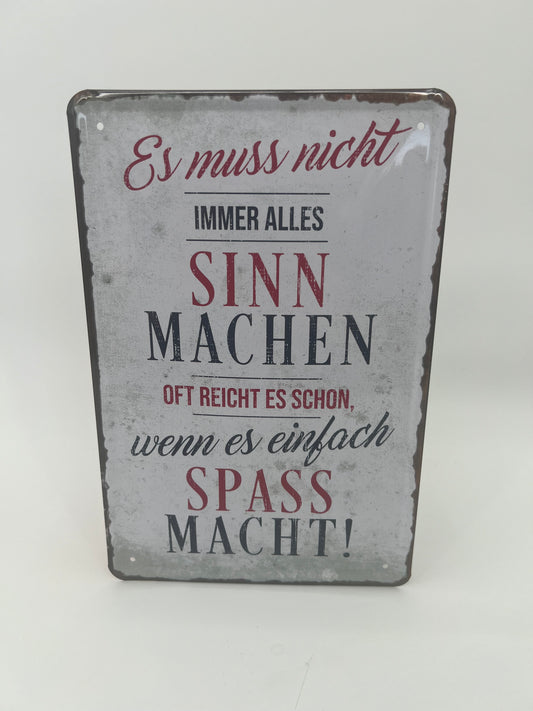 Es muss nicht
IMMER ALLES
SINN
MACHEN
OFT REICHT ES SCHON,
wenn es einfach
SPASS
MACHT!